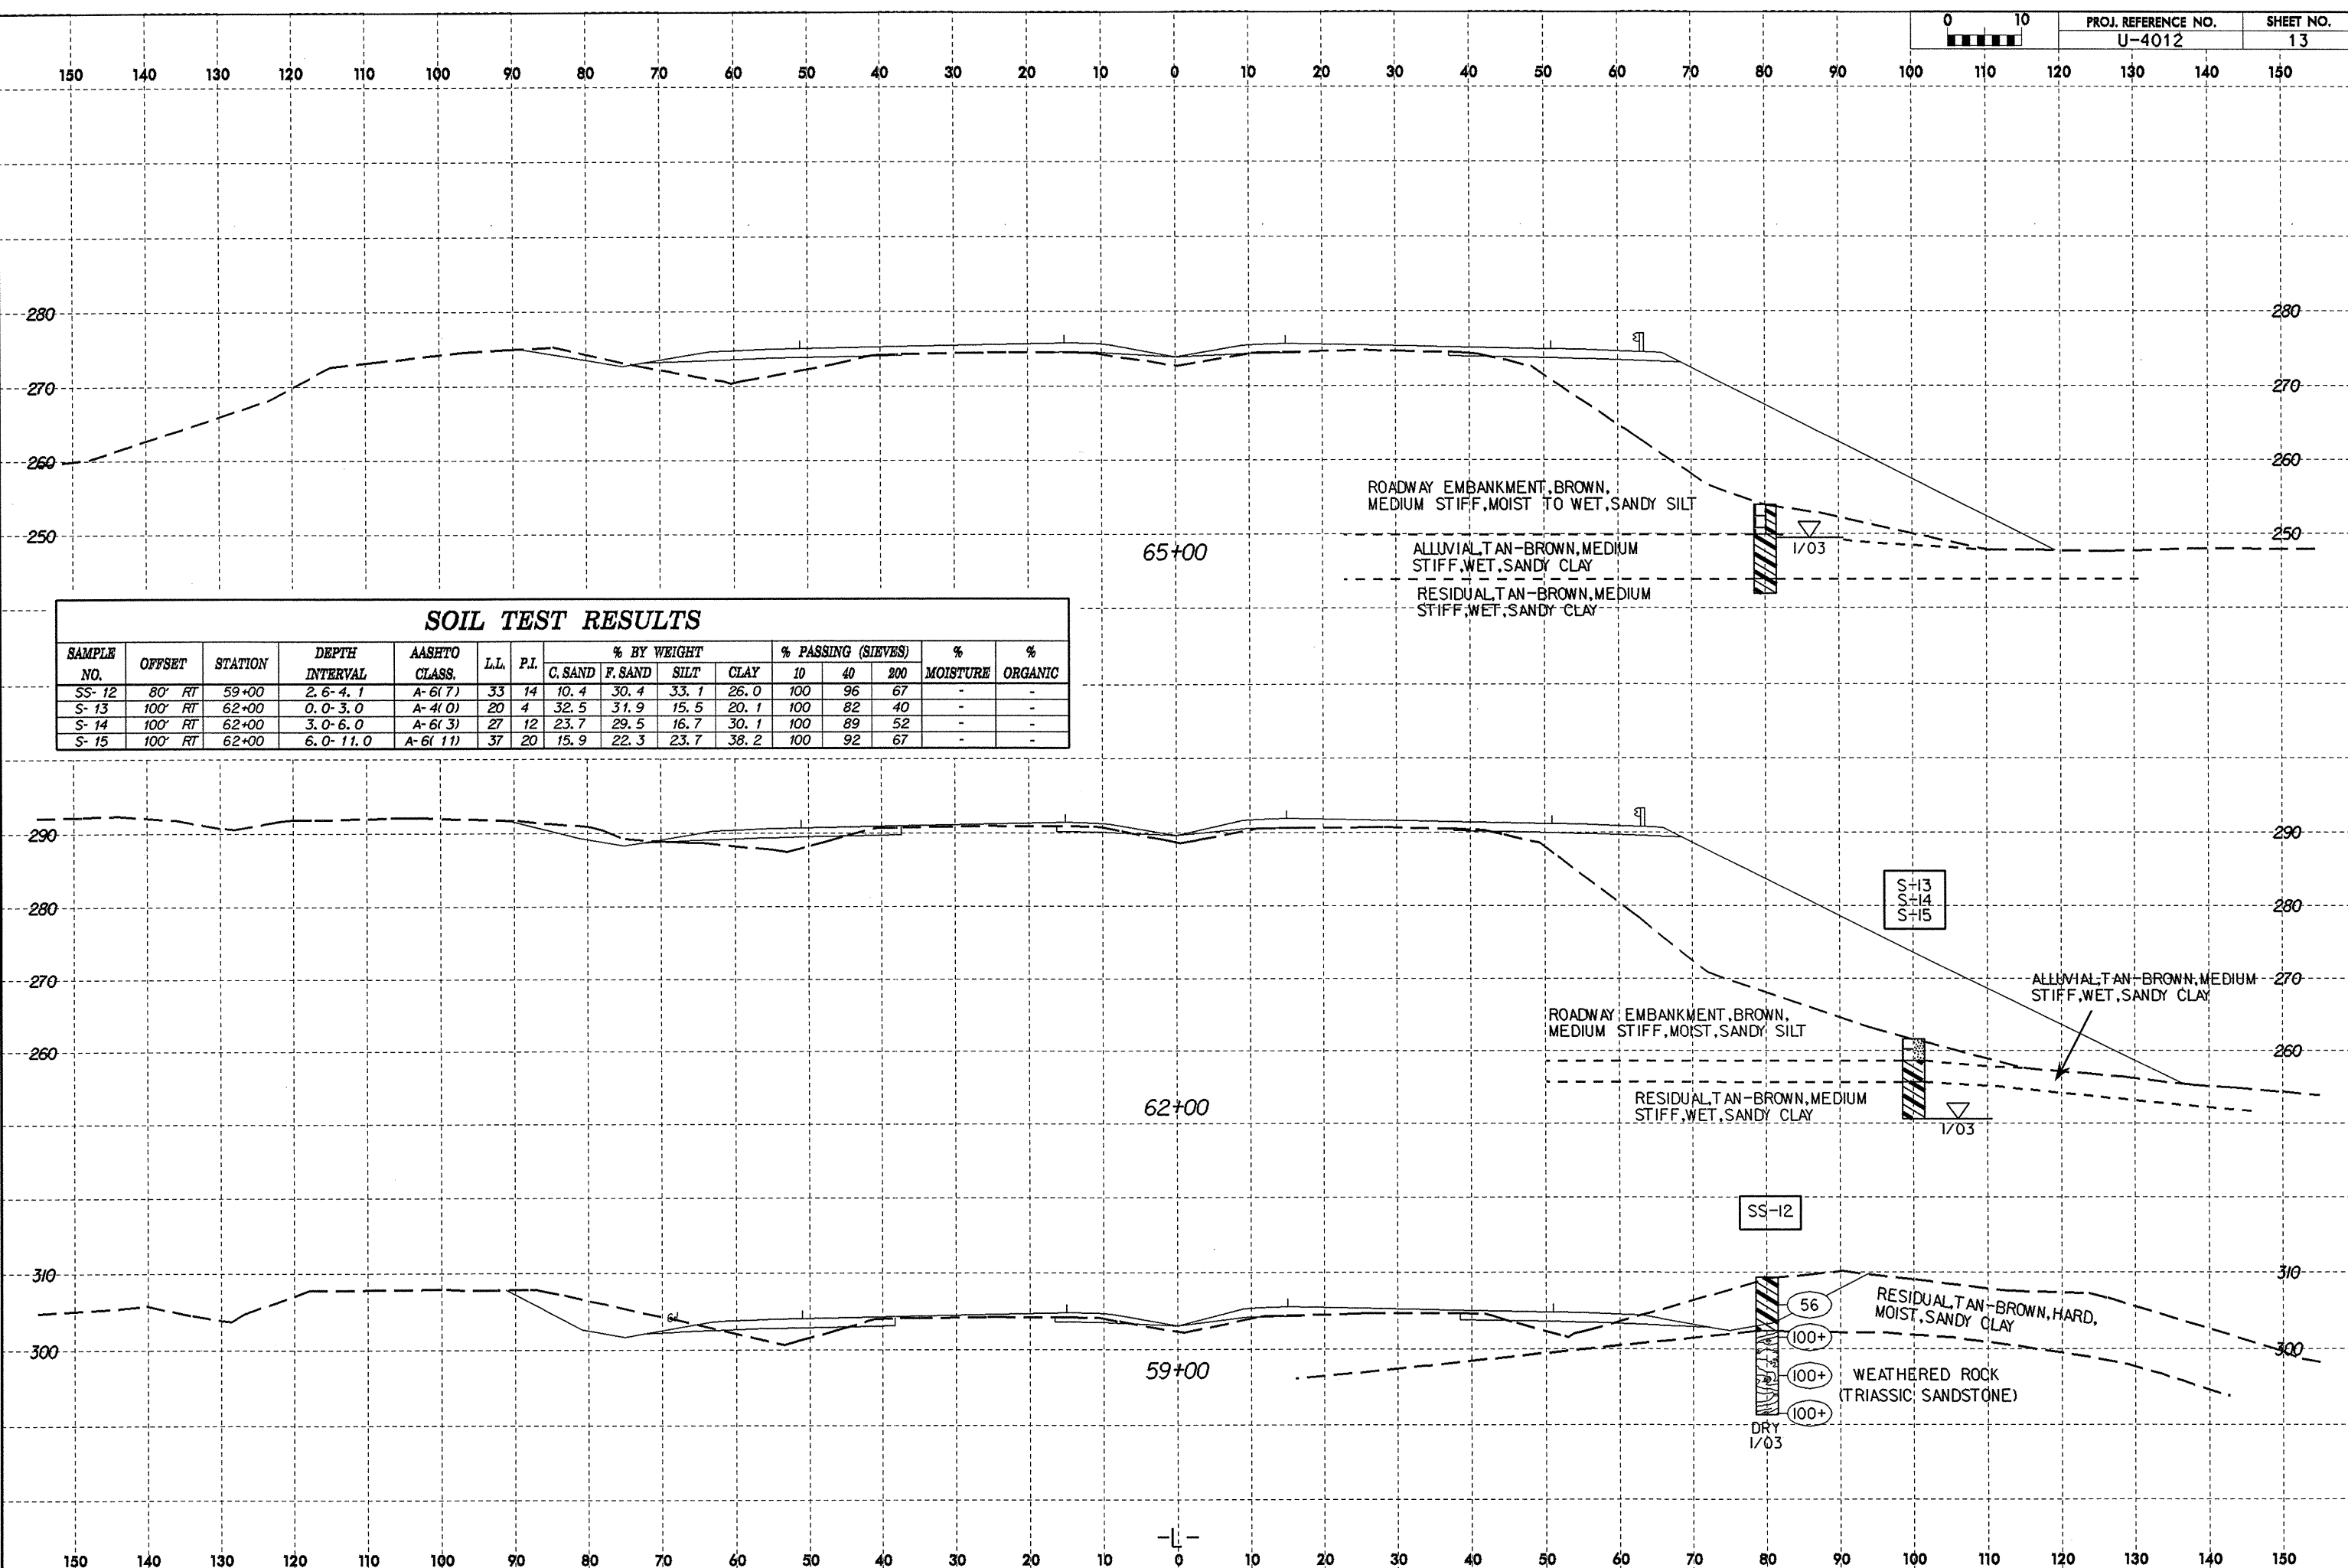 0 10
PROJ. REFERENCE NO. SHEET NO.
U-4012 13
150 140 130 120 110 100 90 80 70 60 50 40 30 20 10 0 10 20 30 40 50 60 70 80 90 100 110 120 130 140 150
280 280
270 270
260 260
ROADWAY EMBANKMENT,BROWN,
MEDIUM STIFF,MOIST TO WET,SANDY SILT
250 250
1/03
65+00
ALLUVIAL,TAN-BROWN,MEDIUM
STIFF,WET,SANDY CLAY
RESIDUAL,TAN-BROWN,MEDIUM
STIFF,WET,SANDY CLAY
SOIL TEST RESULTS
SAMPLE NO. OFFSET STATION DEPTH INTERVAL AASHTO CLASS. L.L. P.I. % BY WEIGHT % PASSING (SIEVES) % MOISTURE % ORGANIC
C. SAND F. SAND SILT CLAY 10 40 200
SS-12 80' RT 59+00 2.6-4.1 A-6(7) 33 14 10.4 30.4 33.1 26.0 100 96 67 - -
S-13 100' RT 62+00 0.0-3.0 A-4(0) 20 4 32.5 31.9 15.5 20.1 100 82 40 - -
S-14 100' RT 62+00 3.0-6.0 A-6(3) 27 12 23.7 29.5 16.7 30.1 100 89 52 - -
S-15 100' RT 62+00 6.0-11.0 A-6(11) 37 20 15.9 22.3 23.7 38.2 100 92 67 - -
290 290
S-13
S-14
S-15
280 280
270 270
ALLUVIAL,TAN-BROWN,MEDIUM
STIFF,WET,SANDY CLAY
ROADWAY EMBANKMENT,BROWN,
MEDIUM STIFF,MOIST,SANDY SILT
260 260
62+00
RESIDUAL,TAN-BROWN,MEDIUM
STIFF,WET,SANDY CLAY
1/03
SS-12
310 310
56
RESIDUAL,TAN-BROWN,HARD,
MOIST,SANDY CLAY
100+
300 300
59+00
100+
WEATHERED ROCK
(TRIASSIC SANDSTONE)
100+
DRY
1/03
-L-
150 140 130 120 110 100 90 80 70 60 50 40 30 20 10 0 10 20 30 40 50 60 70 80 90 100 110 120 130 140 150